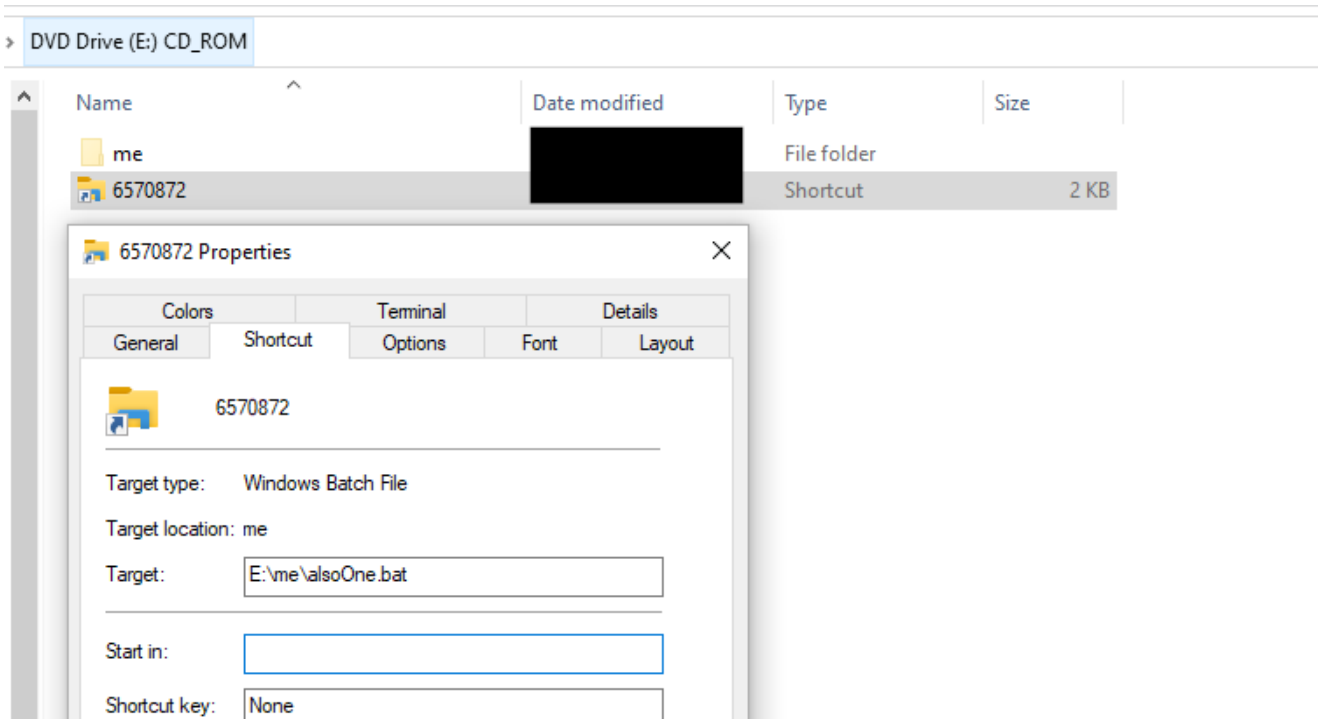 DVD Drive (E:) CD_ROM
Name Date modified Type Size
me File folder
6570872 Shortcut 2 KB
6570872 Properties
Colors Terminal Details
General Shortcut Options Font Layout
6570872
Target type: Windows Batch File
Target location: me
Target: E:\me\alsoOne.bat
Start in:
Shortcut key: None